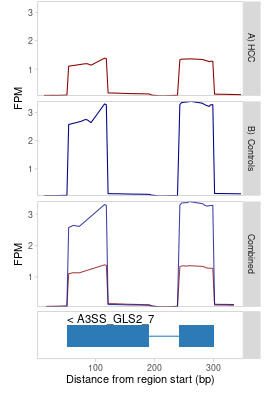 3
2
1
FPM
A) HCC
3
2
1
B) Controls
3
2
1
FPM
Combined
< A3SS_GLS2_7
100 200 300
Distance from region start (bp)